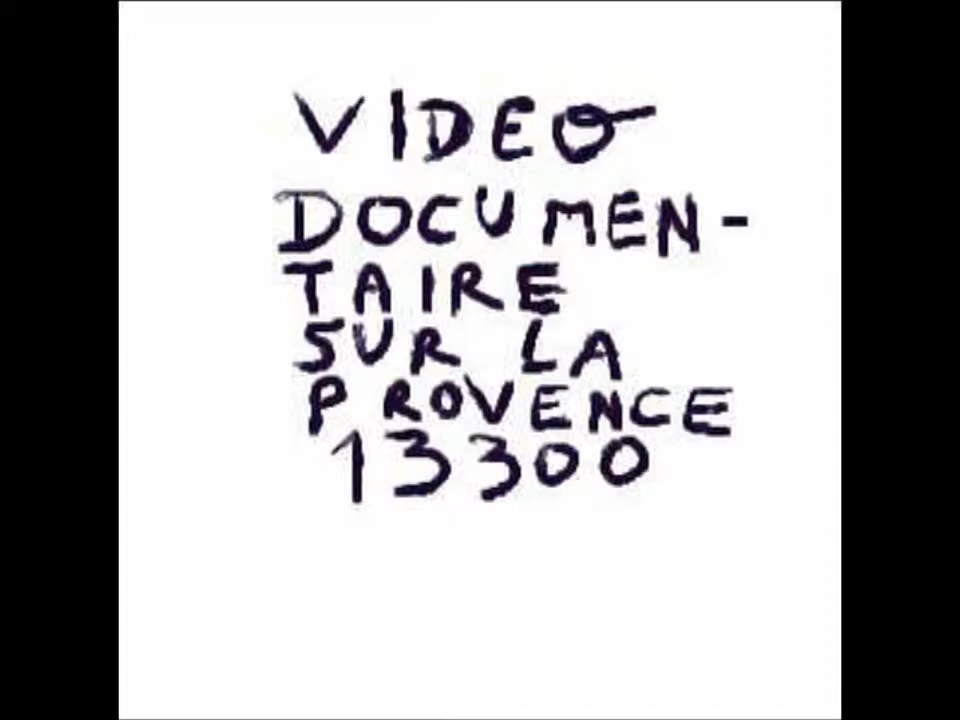 VIDEO
DOCUMEN-
TAIRE
SUR LA
PROVENCE
13300